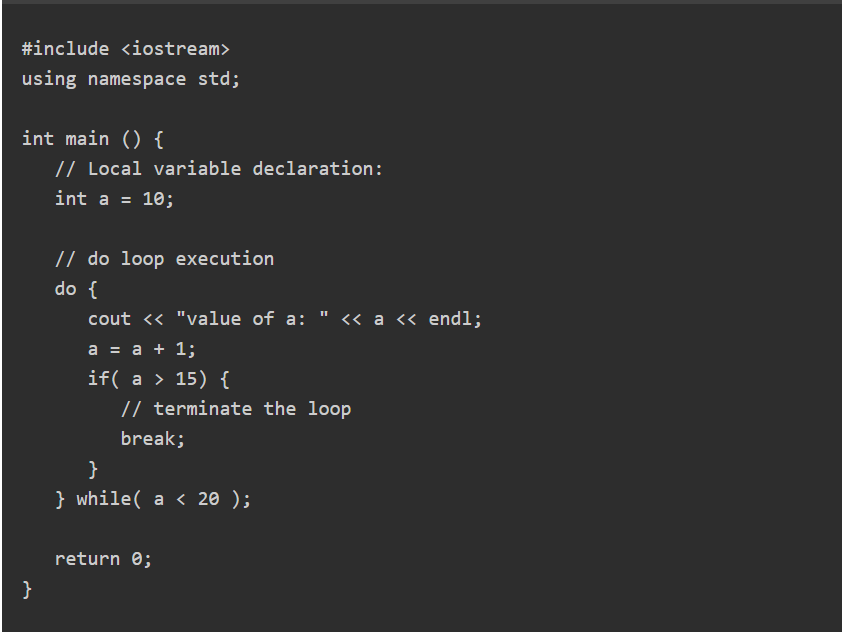 #include <iostream>
using namespace std;

int main () {
   // Local variable declaration:
   int a = 10;

   // do loop execution
   do {
      cout << "value of a: " << a << endl;
      a = a + 1;
      if( a > 15) {
         // terminate the loop
         break;
      }
   } while( a < 20 );

   return 0;
}